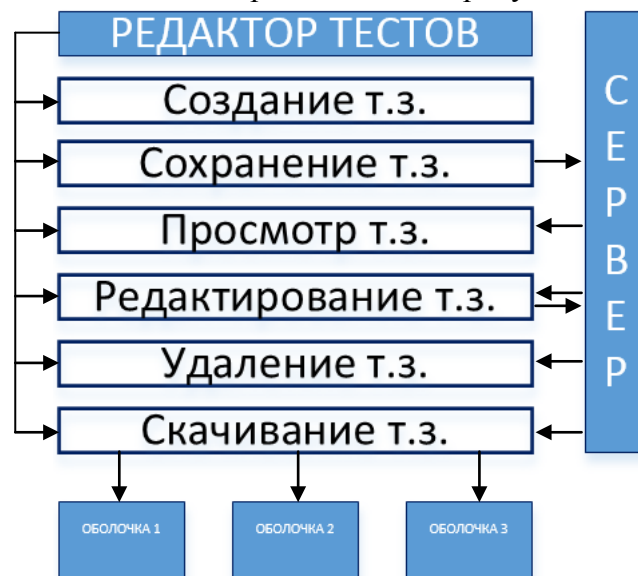 РЕДАКТОР ТЕСТОВ
Создание т.з.
Сохранение т.з.
Просмотр т.з.
Редактирование т.з.
Удаление т.з.
Скачивание т.з.
С
Е
Р
В
Е
Р
ОБОЛОЧКА 1
ОБОЛОЧКА 2
ОБОЛОЧКА 3